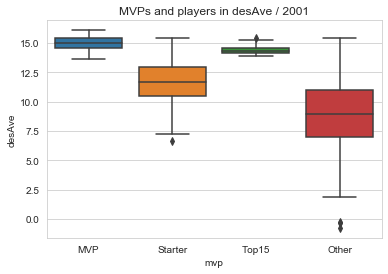 MVPs and players in desAve / 2001
desAve
15.0
12.5
10.0
7.5
5.0
2.5
0.0
MVP Starter Top15 Other
mvp